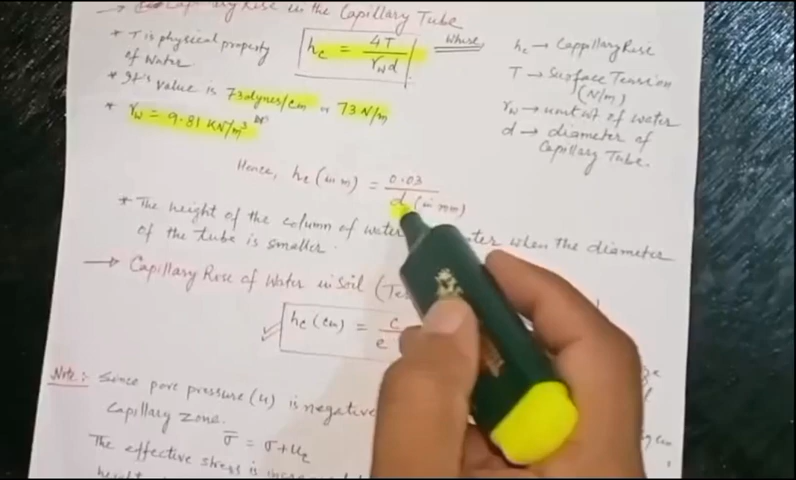 Rise in the Capillary Tube
* T is physical property of Water
hc = 4T / γw d where,
hc → Cappillary Rise
T → Surface Tension (N/m)
γw → unit wt of water
d → diameter of Capillary Tube.
* It's value is 73 dynes/cm or 73 N/m
* γw = 9.81 KN/m³
Hence, hc (in m) = 0.03 / d (in mm)
* The height of the column of water when the diameter
of the tube is smaller.
→ Capillary Rise of Water in soil
hc (cm) = c / e
Note:- Since pore pressure (u) is negative
Capillary zone.
σ̄ = σ + uc
The effective stress is